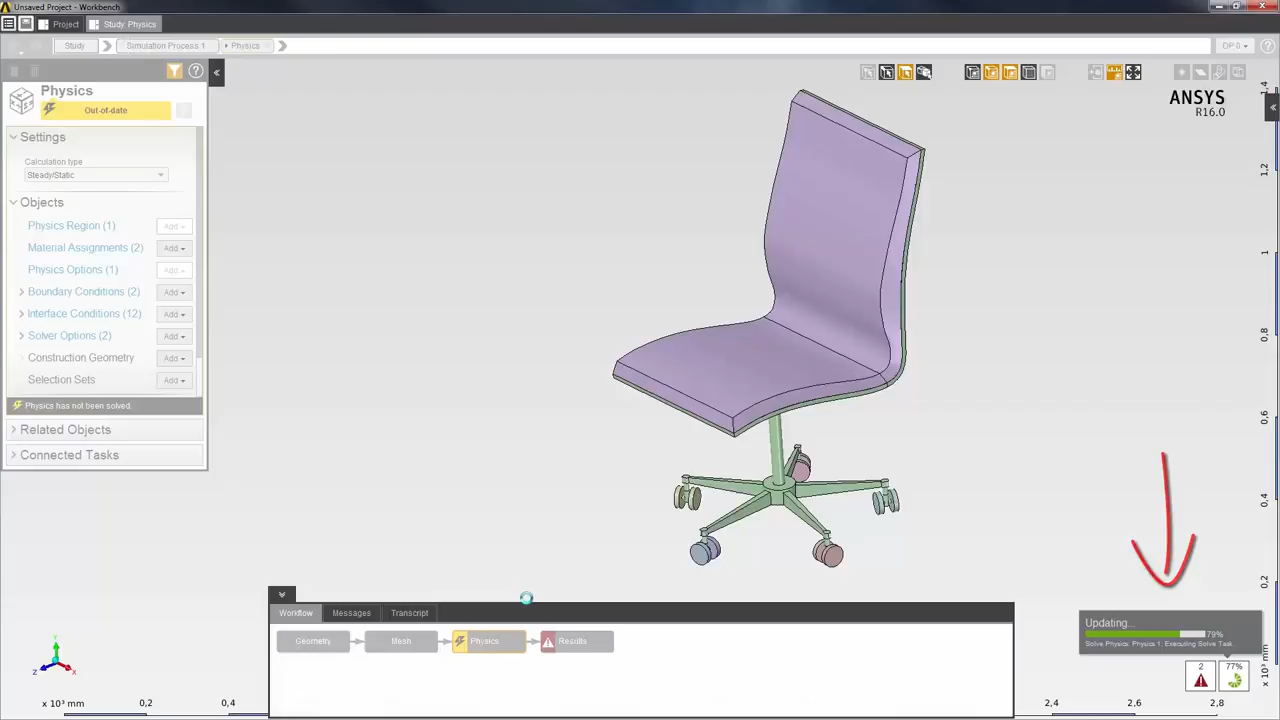 Unsaved Project - Workbench
Project
Study Physics
Study
Simulation Process 1
Physics
DP 0
Physics
Out-of-date
Settings
Calculation type
Steady/Static
Objects
Physics Region (1)
Add
Material Assignments (2)
Add
Physics Options (1)
Add
Boundary Conditions (2)
Add
Interface Conditions (12)
Add
Solver Options (2)
Add
Construction Geometry
Add
Selection Sets
Add
Physics has not been solved.
Related Objects
Connected Tasks
ANSYS
R16.0
1,4
1,2
1
0,8
0,6
0,4
0,2
x 10³ mm
Workflow
Messages
Transcript
Geometry
Mesh
Physics
Results
Updating...
79%
Solve Physics: Physics 1: Executing Solve Task.
2
77%
Y
Z
X
x 10³ mm
0,2
0,4
2,4
2,6
2,8